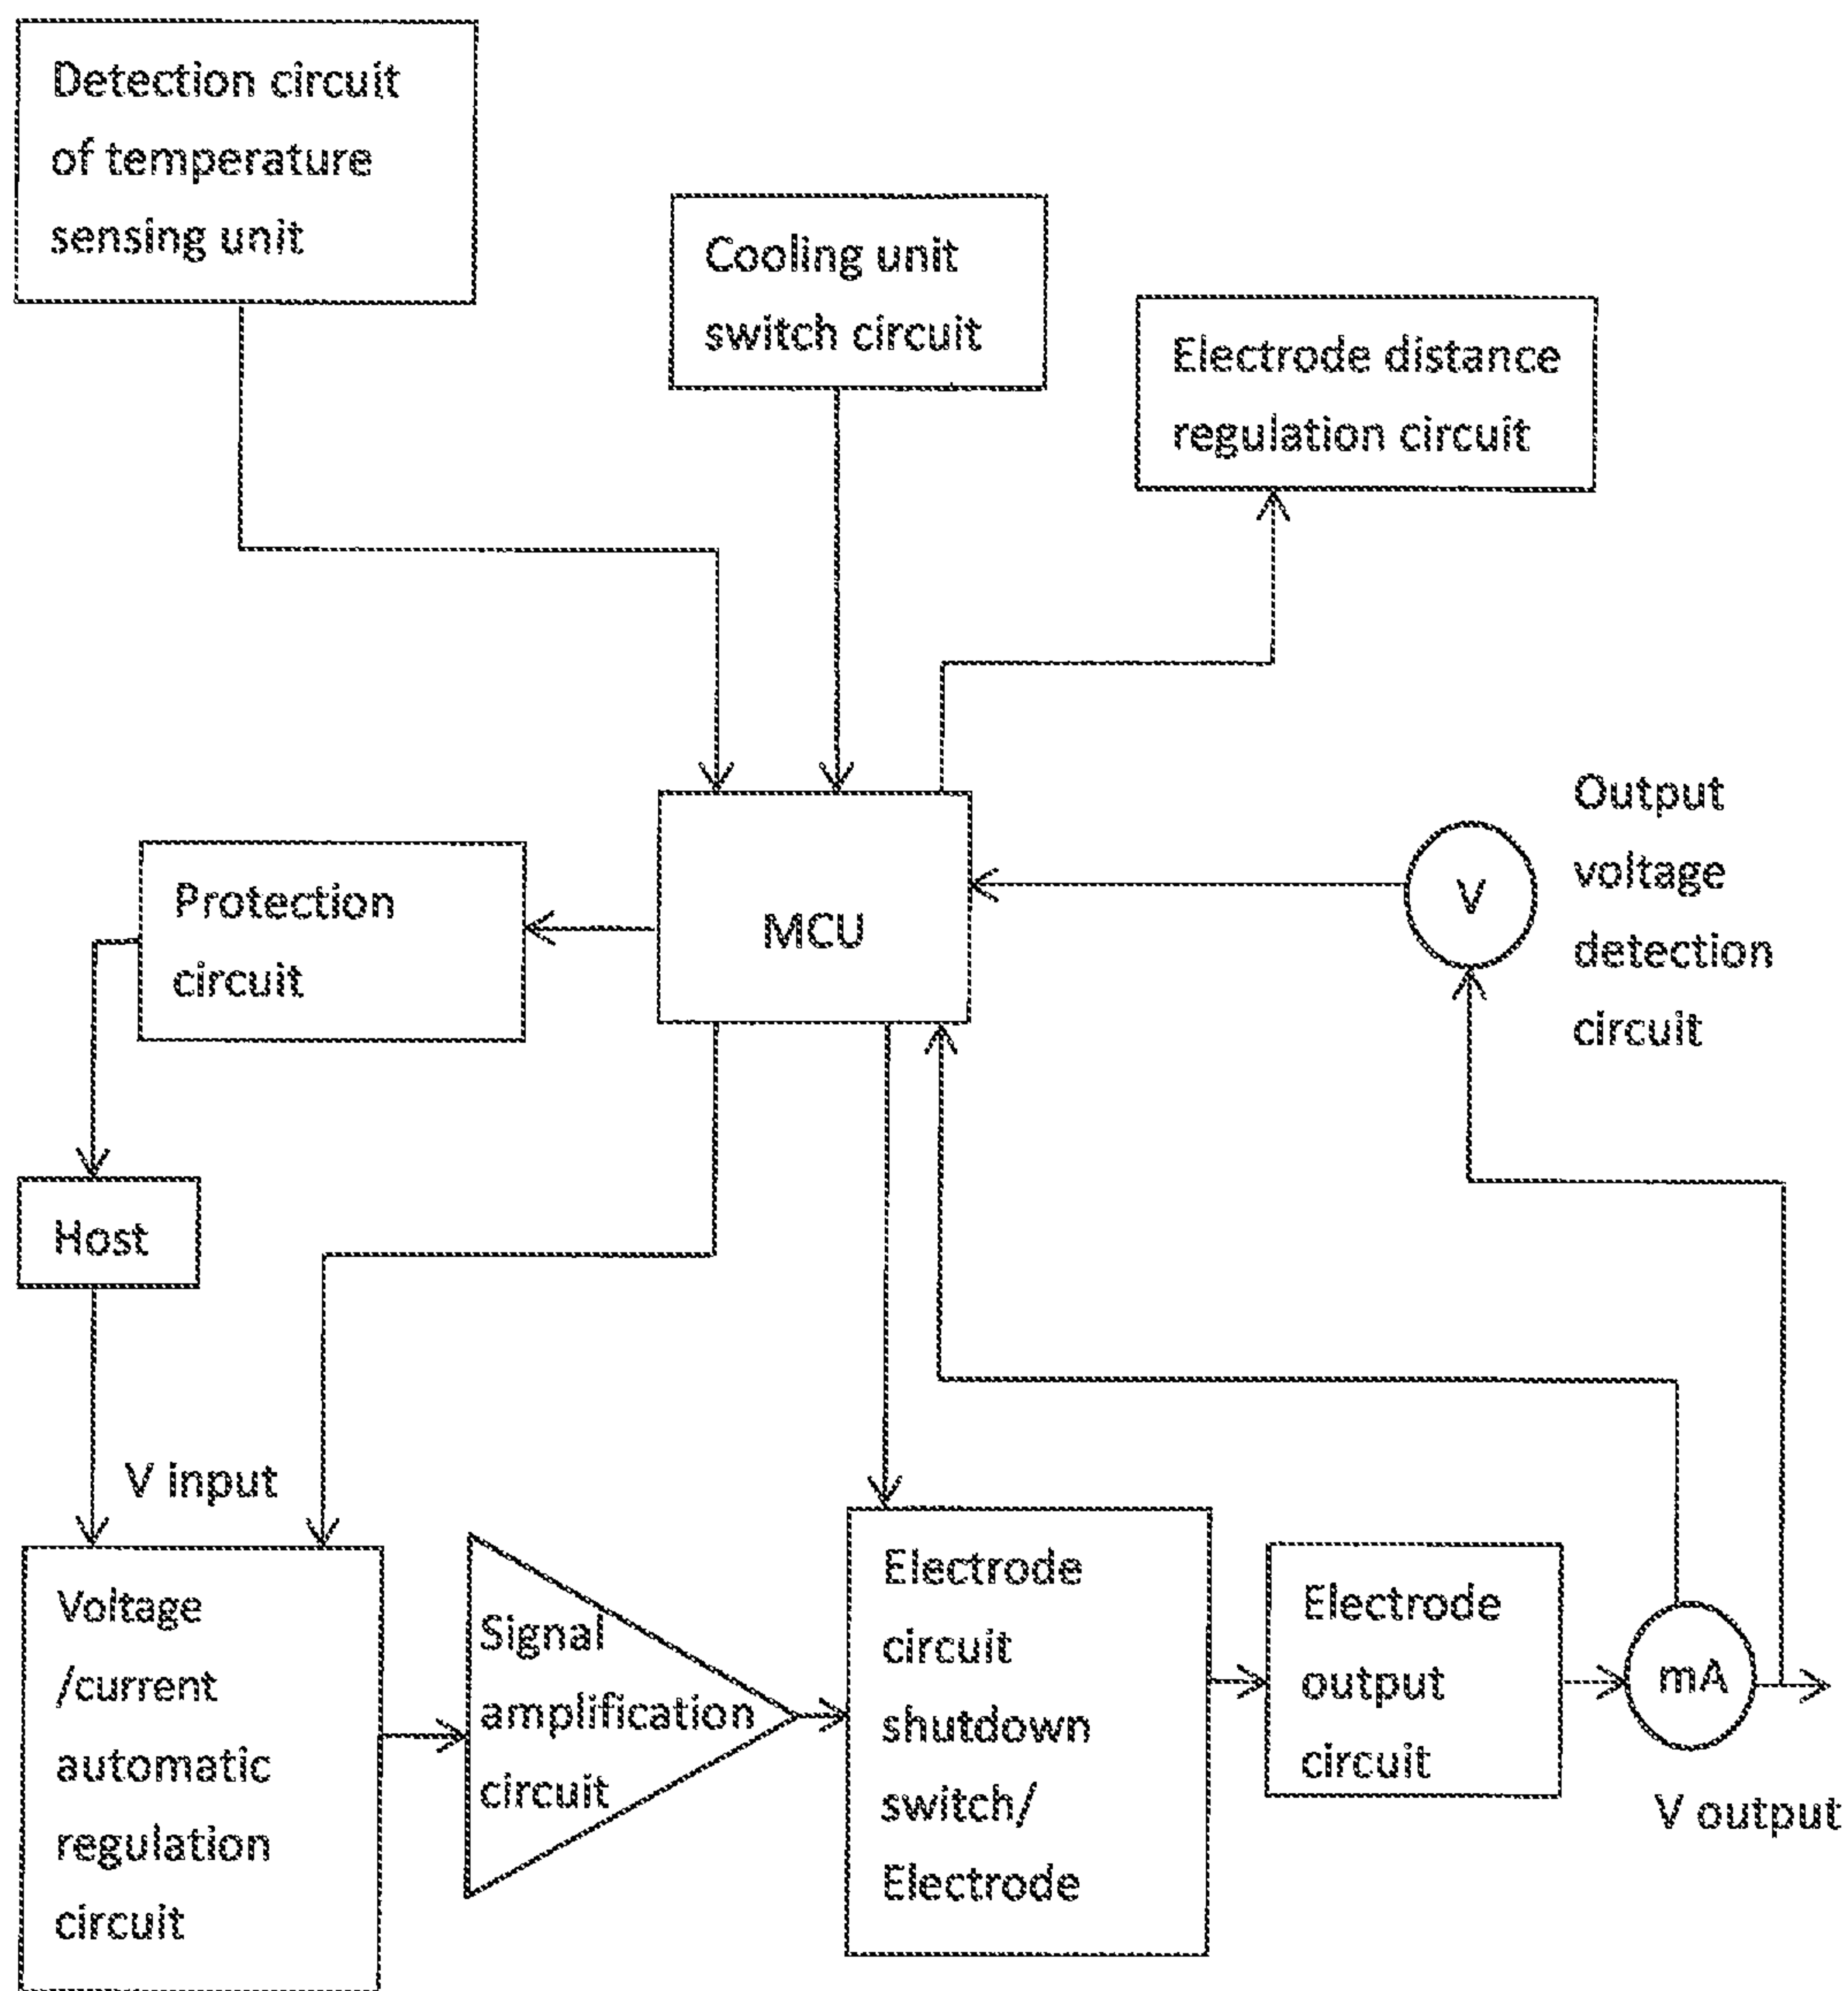 Detection circuit
of temperature
sensing unit
Cooling unit
switch circuit
Electrode distance
regulation circuit
Protection
circuit
MCU
V
Output
voltage
detection
circuit
Host
V input
Voltage
/current
automatic
regulation
circuit
Signal
amplification
circuit
Electrode
circuit
shutdown
switch/
Electrode
Electrode
output
circuit
mA
V output